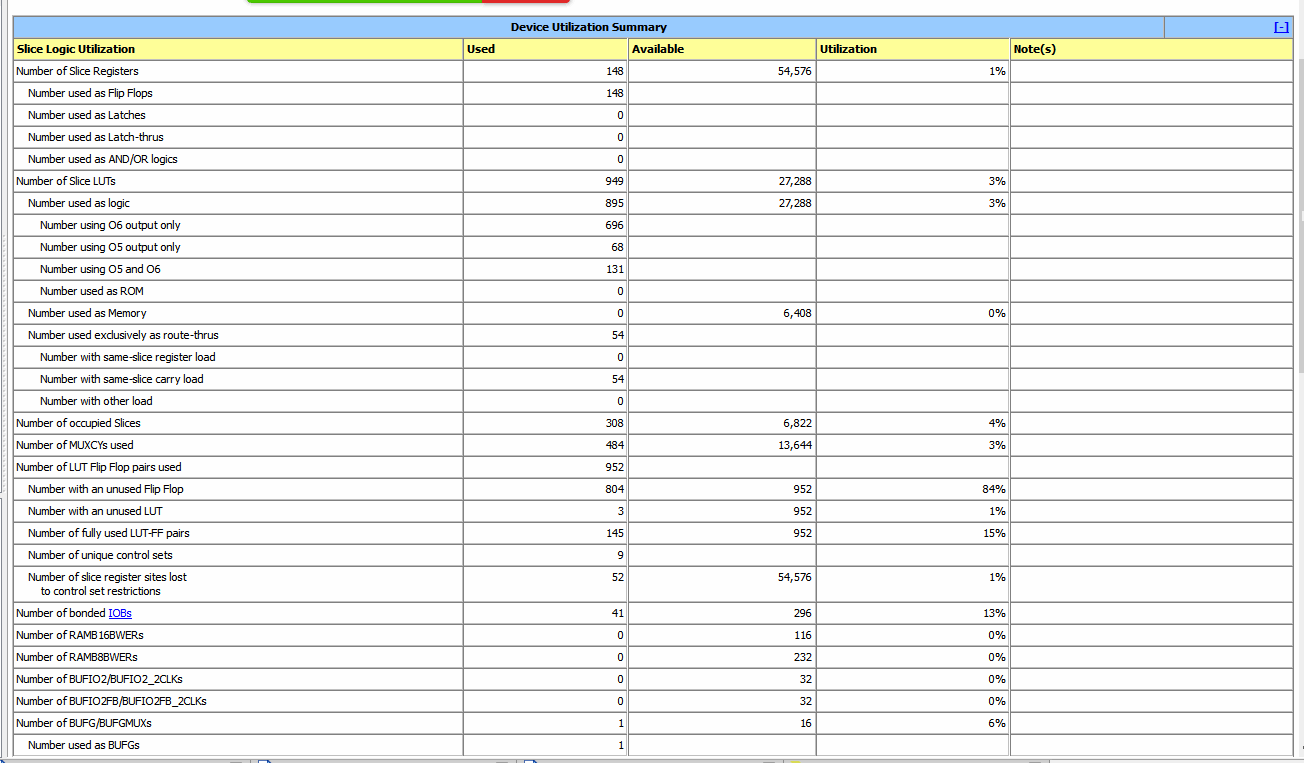 Device Utilization Summary [-]
Slice Logic Utilization Used Available Utilization Note(s)
Number of Slice Registers 148 54,576 1%
Number used as Flip Flops 148
Number used as Latches 0
Number used as Latch-thrus 0
Number used as AND/OR logics 0
Number of Slice LUTs 949 27,288 3%
Number used as logic 895 27,288 3%
Number using O6 output only 696
Number using O5 output only 68
Number using O5 and O6 131
Number used as ROM 0
Number used as Memory 0 6,408 0%
Number used exclusively as route-thrus 54
Number with same-slice register load 0
Number with same-slice carry load 54
Number with other load 0
Number of occupied Slices 308 6,822 4%
Number of MUXCYs used 484 13,644 3%
Number of LUT Flip Flop pairs used 952
Number with an unused Flip Flop 804 952 84%
Number with an unused LUT 3 952 1%
Number of fully used LUT-FF pairs 145 952 15%
Number of unique control sets 9
Number of slice register sites lost 52 54,576 1%
to control set restrictions
Number of bonded IOBs 41 296 13%
Number of RAMB16BWERs 0 116 0%
Number of RAMB8BWERs 0 232 0%
Number of BUFIO2/BUFIO2_2CLKs 0 32 0%
Number of BUFIO2FB/BUFIO2FB_2CLKs 0 32 0%
Number of BUFG/BUFGMUXs 1 16 6%
Number used as BUFGs 1